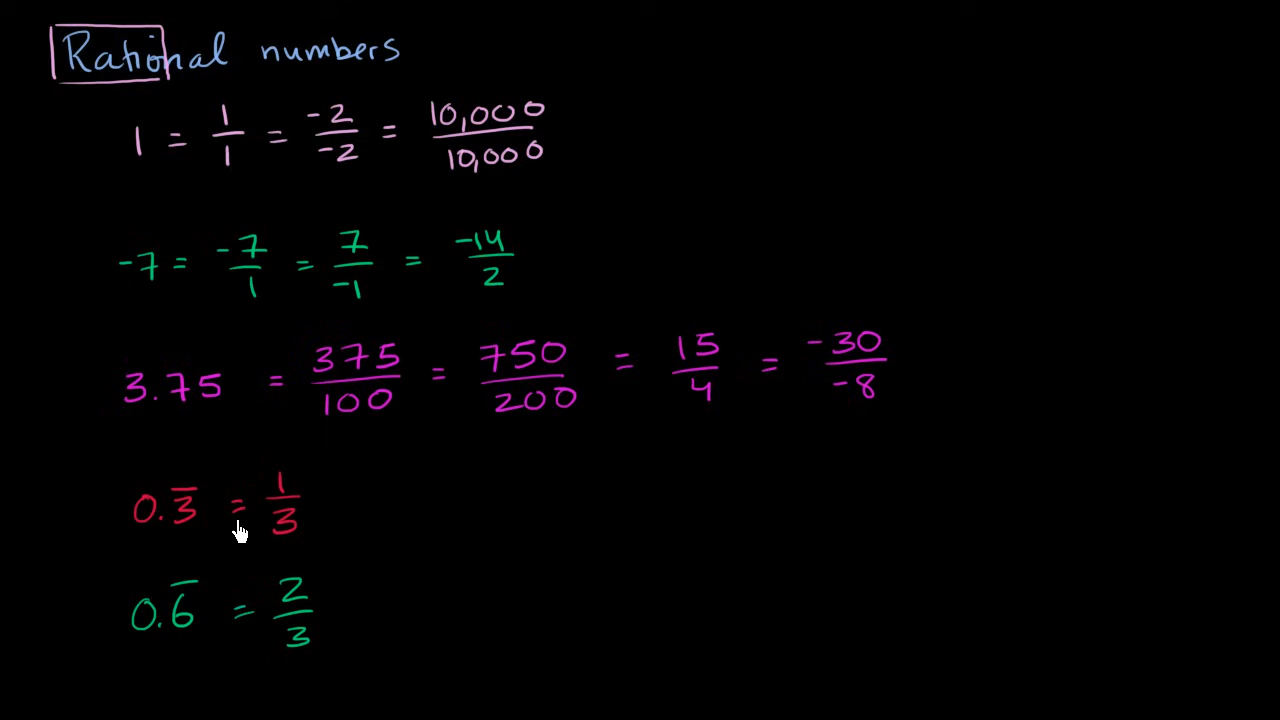 Rational numbers
1 = 1/1 = -2/-2 = 10,000/10,000
-7 = -7/1 = 7/-1 = -14/2
3.75 = 375/100 = 750/200 = 15/4 = -30/-8
0.3̅ = 1/3
0.6̅ = 2/3